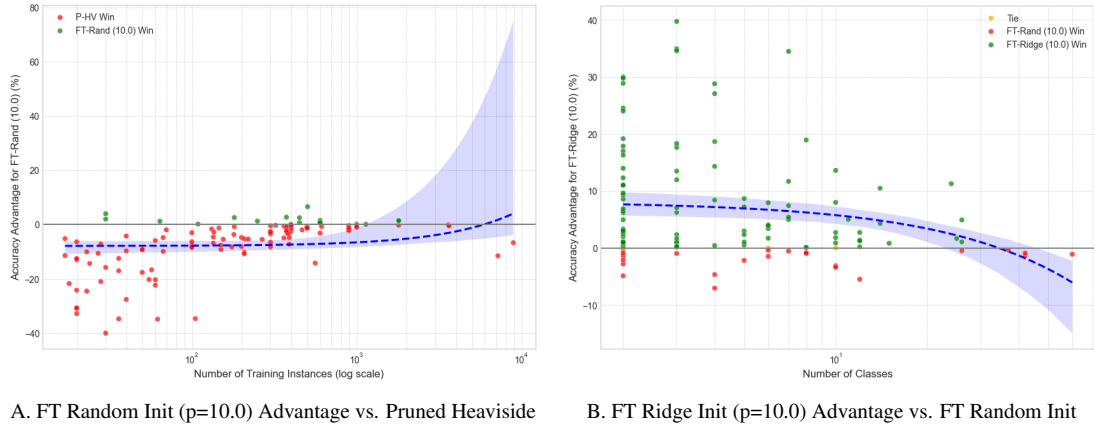 80
60
40
20
0
−20
−40
Accuracy Advantage for FT-Rand (10.0) (%)
P-HV Win
FT-Rand (10.0) Win
10²
10³
10⁴
Number of Training Instances (log scale)
40
30
20
10
0
−10
Accuracy Advantage for FT-Ridge (10.0) (%)
Tie
FT-Rand (10.0) Win
FT-Ridge (10.0) Win
10¹
Number of Classes
A. FT Random Init (p=10.0) Advantage vs. Pruned Heaviside
B. FT Ridge Init (p=10.0) Advantage vs. FT Random Init